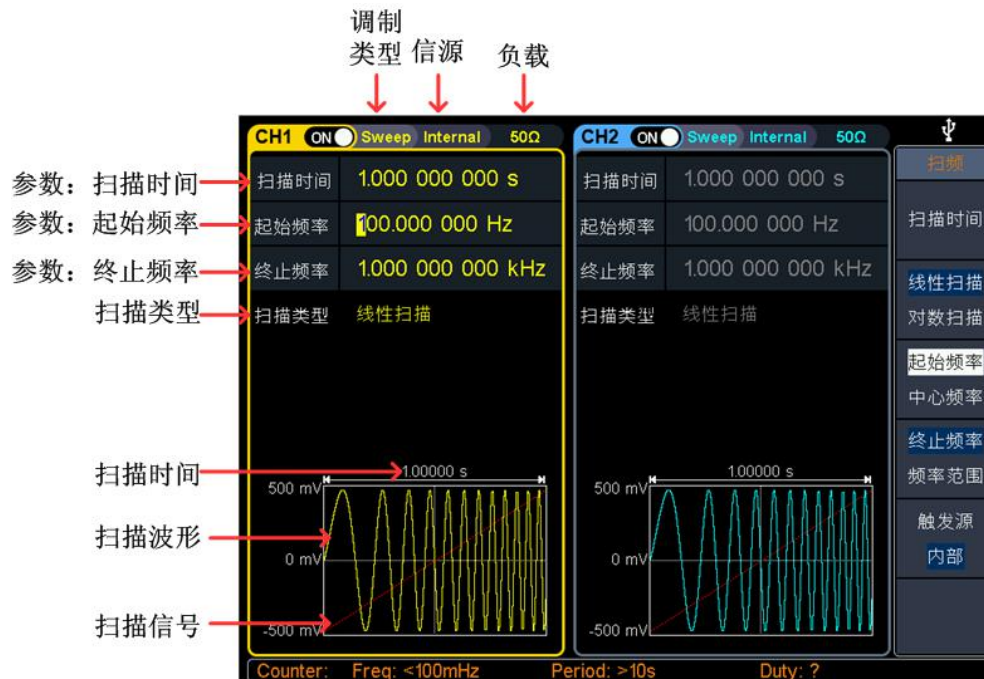 调制
类型 信源 负载
CH1 ON Sweep Internal 50Ω
CH2 ON Sweep Internal 50Ω
参数：扫描时间
扫描时间 1.000 000 000 s
扫描时间 1.000 000 000 s
参数：起始频率
起始频率 100.000 000 Hz
起始频率 100.000 000 Hz
参数：终止频率
终止频率 1.000 000 000 kHz
终止频率 1.000 000 000 kHz
扫描类型
扫描类型 线性扫描
扫描类型 线性扫描
扫频
扫描时间
线性扫描
对数扫描
起始频率
中心频率
终止频率
频率范围
触发源
内部
扫描时间
1.00000 s
500 mV
0 mV
-500 mV
扫描波形
扫描信号
1.00000 s
500 mV
0 mV
-500 mV
Counter: Freq: <100mHz Period: >10s Duty: ?